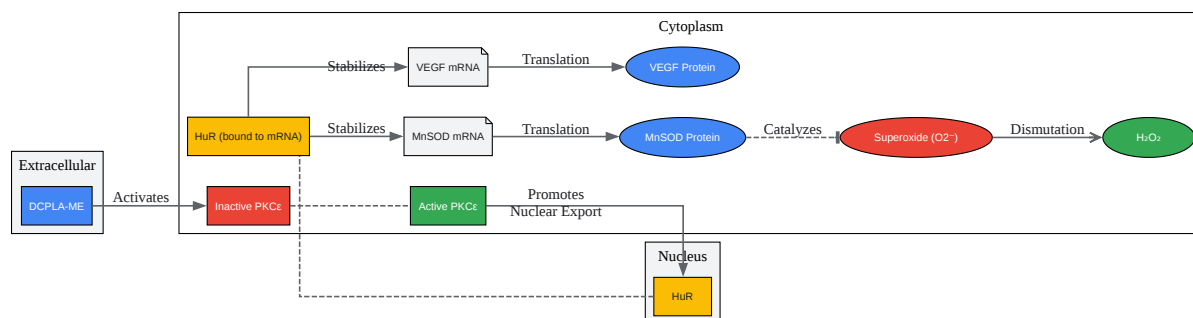 Cytoplasm
Stabilizes
VEGF mRNA
Translation
VEGF Protein
HuR (bound to mRNA)
Stabilizes
MnSOD mRNA
Translation
MnSOD Protein
Catalyzes
Superoxide (O2⁻)
Dismutation
H₂O₂
Extracellular
DCPLA-ME
Activates
Inactive PKCε
Active PKCε
Promotes
Nuclear Export
Nucleus
HuR